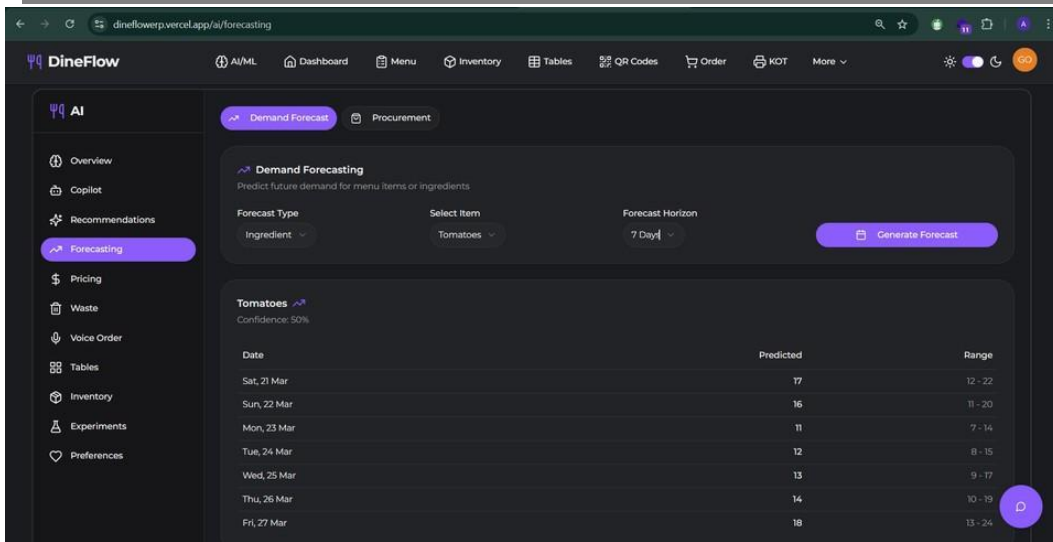 dineflowerp.vercel.app/ai/forecasting
11
A
DineFlow AI/ML Dashboard Menu Inventory Tables QR Codes Order KOT More GO
AI
Overview
Copilot
Recommendations
Forecasting
Pricing
Waste
Voice Order
Tables
Inventory
Experiments
Preferences
Demand Forecast Procurement
Demand Forecasting
Predict future demand for menu items or ingredients
Forecast Type Select Item Forecast Horizon
Ingredient Tomatoes 7 Days Generate Forecast
Tomatoes
Confidence: 50%
Date Predicted Range
Sat, 21 Mar 17 12 - 22
Sun, 22 Mar 16 11 - 20
Mon, 23 Mar 11 7 - 14
Tue, 24 Mar 12 8 - 15
Wed, 25 Mar 13 9 - 17
Thu, 26 Mar 14 10 - 19
Fri, 27 Mar 18 13 - 24